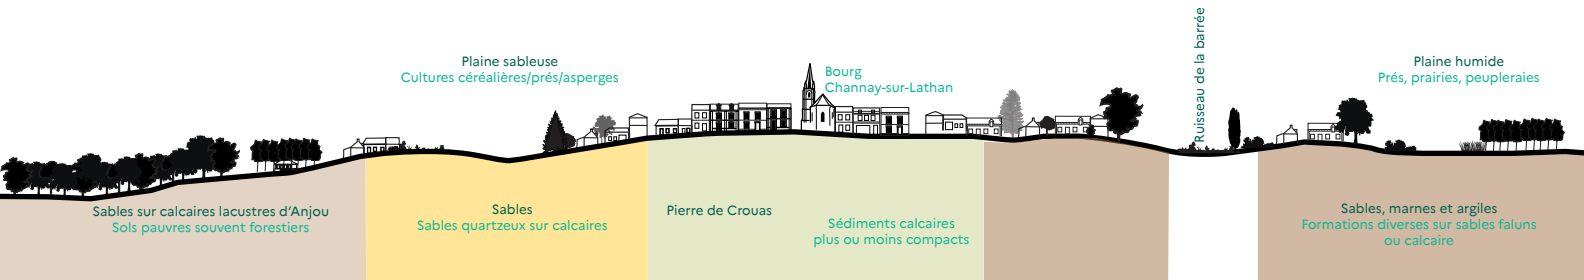 Plaine sableuse
Cultures céréalières/prés/asperges
Bourg
Channay-sur-Lathan
Ruisseau de la barrée
Plaine humide
Prés, prairies, peupleraies
Sables sur calcaires lacustres d'Anjou
Sols pauvres souvent forestiers
Sables
Sables quartzeux sur calcaires
Pierre de Crouas
Sédiments calcaires
plus ou moins compacts
Sables, marnes et argiles
Formations diverses sur sables faluns
ou calcaire